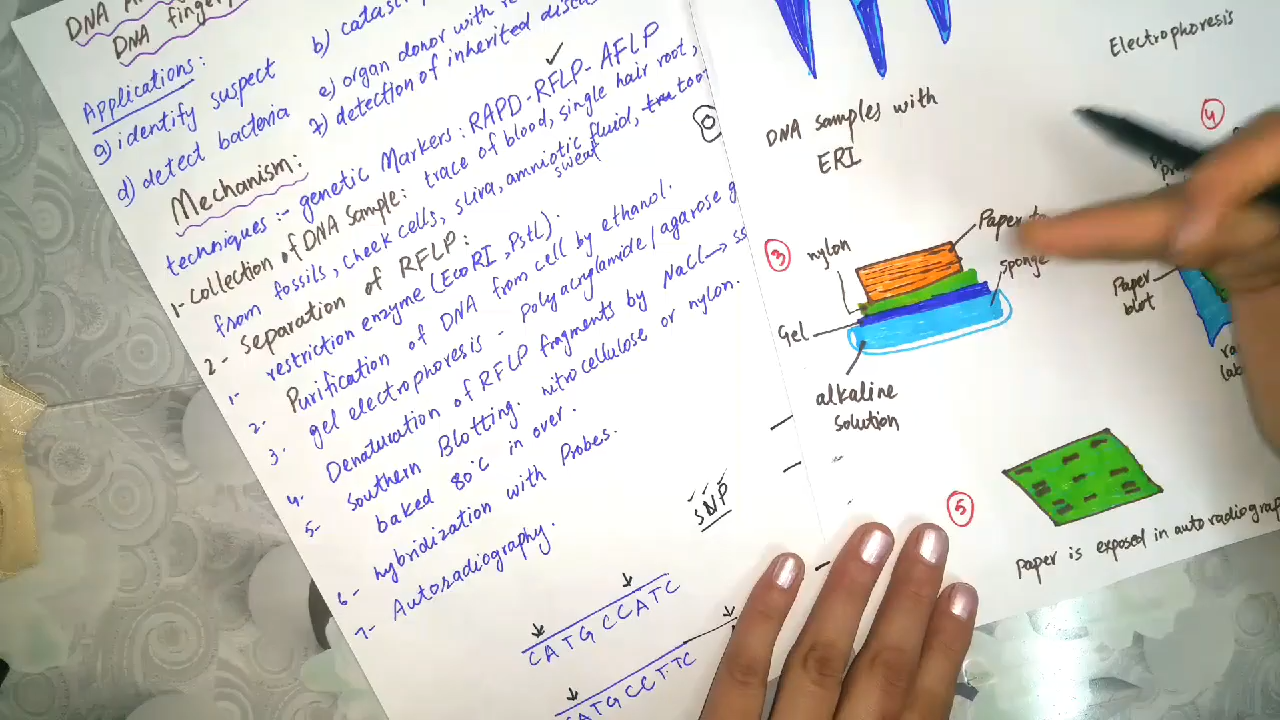 DNA
DNA
Applications:
a) identify suspect
b)
d) detect bacteria
e) organ donor with
7) detection of inherited
Mechanism:
techniques :- genetic Markers : RAPD-RFLP-AFLP
1- collection of DNA Sample: trace of blood, single hair root,
from fossils, cheek cells, slira, amniotic fluid,
sweat
2- Separation of RFLP:
1- restriction enzyme (EcoRI, PstI).
2- Purification of DNA from cell by ethanol.
3- gel electrophoresis - polyacrylamide/agarose g
4- Denaturation of RFLP fragments by NaCl → ss
5- Southern Blotting. nitrocellulose or nylon.
baked 80°C in over.
6- hybridization with Probes.
7- Autoradiography.
SNP
CATGCCATC
CATGCCTTC
Electrophoresis
DNA samples with
ERI
3
nylon
Paper
sponge
Gel
alkaline
solution
4
Paper
blot
5
Paper is exposed in autoradiograp